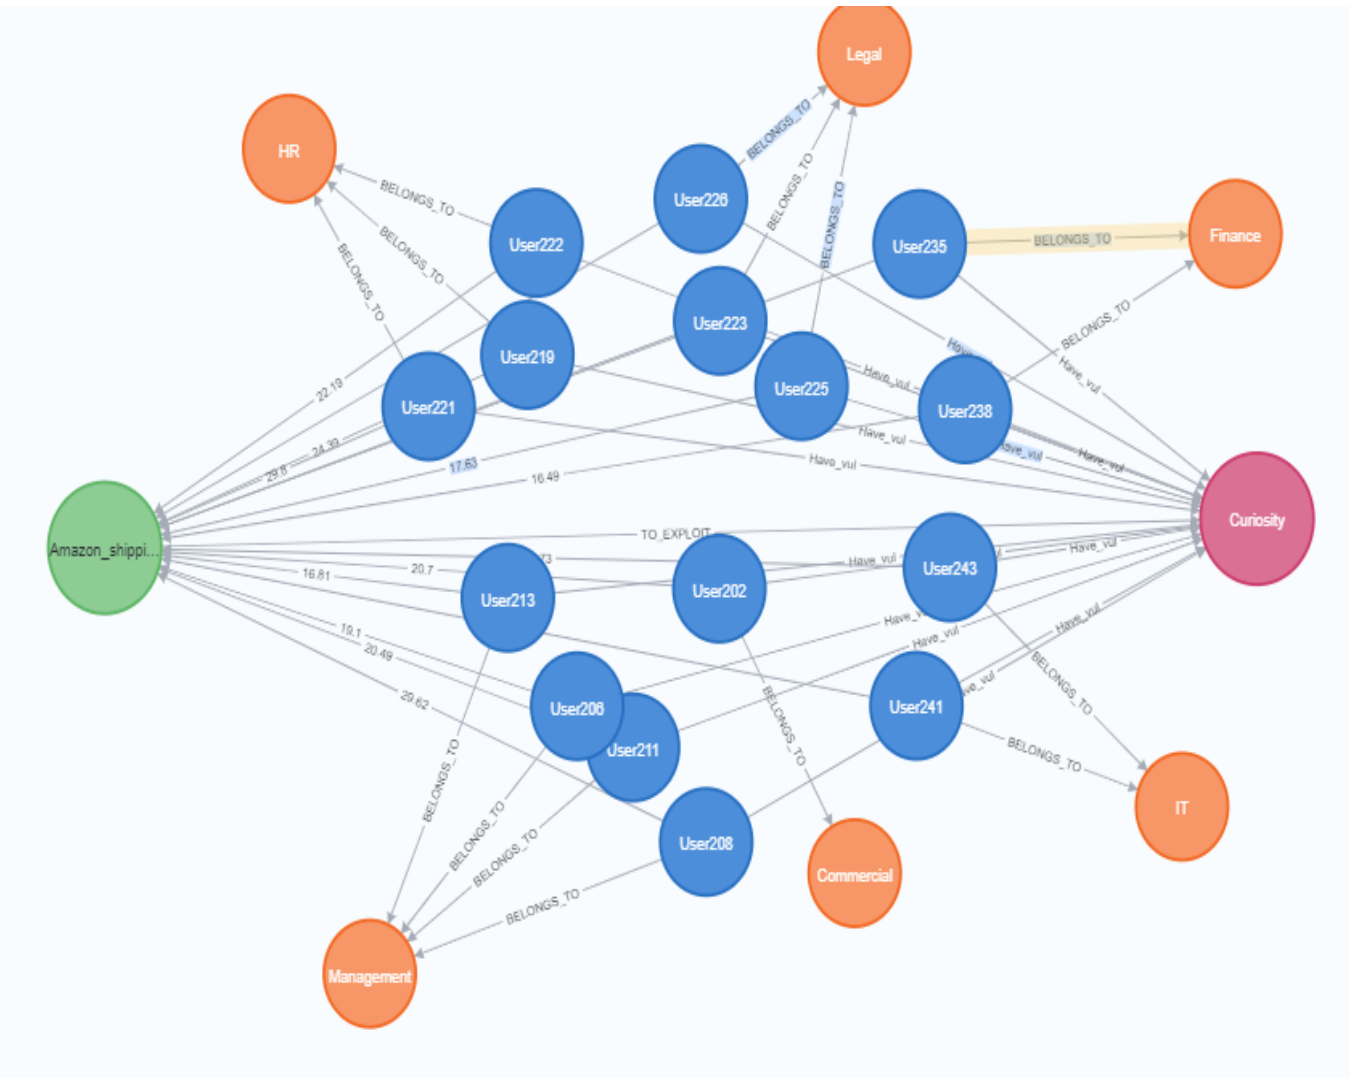 Legal
BELONGS_TO
HR
BELONGS_TO
User226
BELONGS_TO
BELONGS_TO
User222
User235
BELONGS_TO
Finance
BELONGS_TO
BELONGS_TO
User223
BELONGS_TO
User219
Have_vul
Have_vul
User225
22.19
User221
User238
Have_vul
24.39
Have_vul
29.8
17.63
Have_vul
16.49
Curiosity
TO_EXPLOIT
Amazon_shippi...
Have_vul
Have_vul
20.7
User243
16.81
User202
User213
Have_vul
19.1
Have_vul
20.49
BELONGS_TO
29.62
User206
User241
BELONGS_TO
User211
BELONGS_TO
BELONGS_TO
IT
BELONGS_TO
User208
BELONGS_TO
Commercial
BELONGS_TO
Management